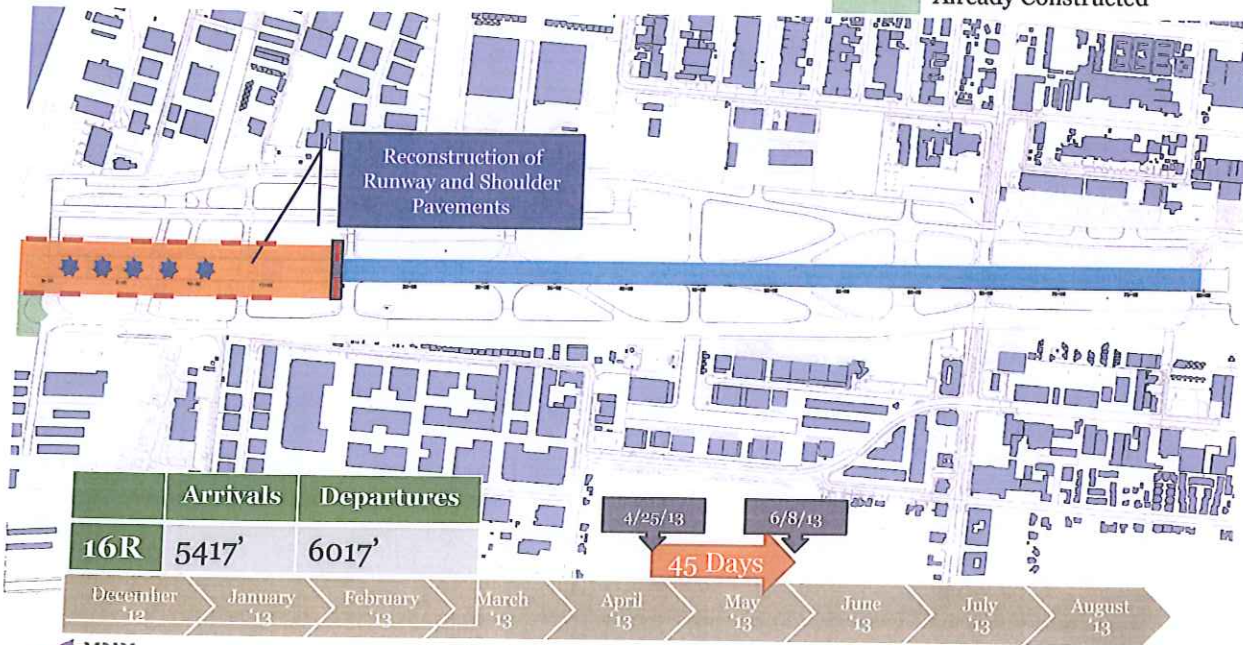 Already Constructed
Reconstruction of
Runway and Shoulder
Pavements
Arrivals Departures
16R 5417’ 6017’
4/25/13 6/8/13
45 Days
December
'12
January
'13
February
'13
March
'13
April
'13
May
'13
June
'13
July
'13
August
'13